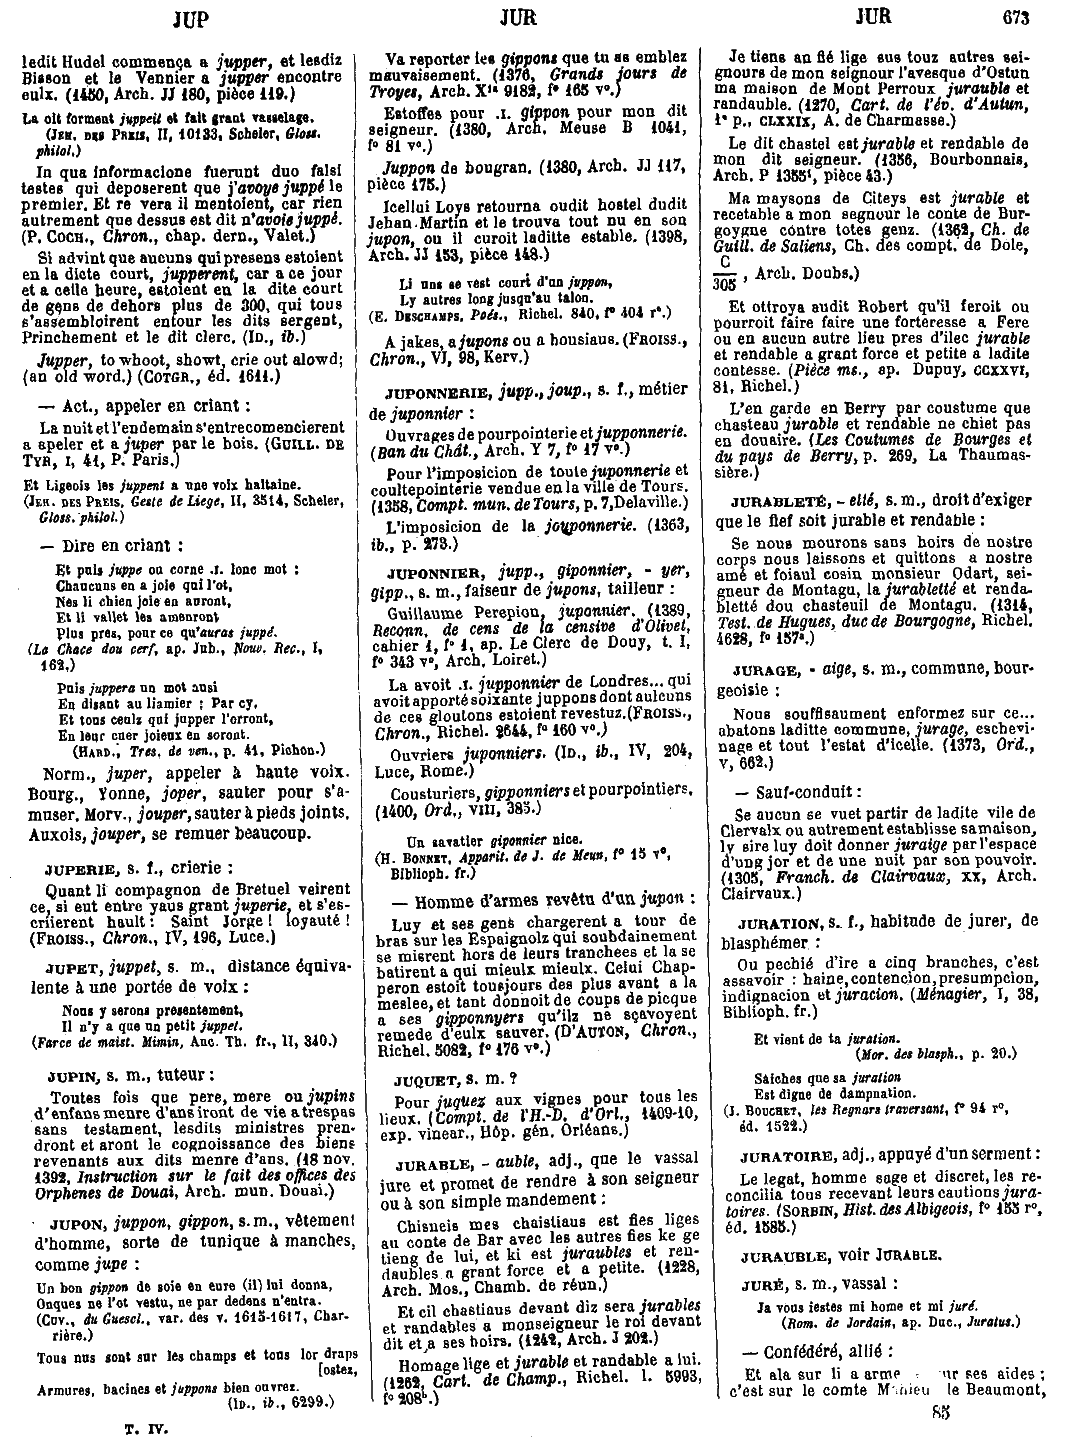 JUP
JUR
JUR
673
ledit Hudel commença a jupper, et lesdiz
Bisson et le Vennier a jupper encontre
eulx. (1450, Arch. JJ 180, pièce 119.)
La oit forment juppeil et fait grant vasselage.
(JEH. DES PREIS, II, 10133, Scheler, Gloss.
philol.)
In qua informacione fuerunt duo falsi
testes qui deposerent que j'avoye juppé le
premier. Et re vera il mentoient, car rien
autrement que dessus est dit n'avoie juppé.
(P. COCH., Chron., chap. dern., Valet.)
Si advint que aucuns qui presens estoient
en la dicte court, jupperent, car a ce jour
et a celle heure, estoient en la dite court
de gens de dehors plus de 300, qui tous
s'assembloirent entour les dits sergent,
Princhement et le dit clerc. (ID., ib.)
Jupper, to whoot, showt, crie out alowd;
(an old word.) (COTGR., éd. 1611.)
— Act., appeler en criant :
La nuit et l'endemain s'entrecomencierent
a apeler et a juper par le bois. (GUILL. DE
TYR, I, 41, P. Paris.)
Et Ligeois les juppent a une voix haltaine.
(JEH. DES PREIS, Geste de Liege, II, 3514, Scheler,
Gloss. philol.)
— Dire en criant :
Et puis juppe ou corne .I. lonc mot :
Chascuns en a joie qui l'ot,
Nes li chien joie en auront,
Et li vallet les amenront
Plus pres, pour ce qu'auras juppé.
(La Chace dou cerf, ap. Jub., Nouv. Rec., I,
162.)
Puis juppera un mot ausi
En disant au liamier : Par cy,
Et tous ceulz qui jupper l'orront,
En leur cuer joieux en seront.
(HARD., Tres. de ven., p. 41, Pichon.)
Norm., juper, appeler à haute voix.
Bourg., Yonne, joper, sauter pour s'a-
muser. Morv., jouper, sauter à pieds joints.
Auxois, jouper, se remuer beaucoup.
JUPERIE, s. f., crierie :
Quant li compagnon de Bretuel veirent
ce, si eut entre yaus grant juperie, et s'es-
criierent hault : Saint Jorge ! loyauté !
(FROISS., Chron., IV, 196, Luce.)
JUPET, juppet, s. m., distance équiva-
lente à une portée de voix :
Nous y serons presentement,
Il n'y a que un petit juppet.
(Farce de maist. Mimin, Anc. Th. fr., II, 340.)
JUPIN, s. m., tuteur :
Toutes fois que pere, mere ou jupins
d'enfans menre d'ans iront de vie a trespas
sans testament, lesdits ministres pren-
dront et aront le cognoissance des biens
revenants aux dits menre d'ans. (18 nov.
1392, Instruction sur le fait des offices des
Orphenes de Douai, Arch. mun. Douai.)
JUPON, juppon, gippon, s. m., vêtement
d'homme, sorte de tunique à manches,
comme jupe :
Un bon gippon de soie en eure (il) lui donna,
Onques ne l'ot vestu, ne par dedens n'entra.
(CUV., du Guescl., var. des v. 1615-1617, Char-
rière.)
Tous nus sont sur les champs et tous lor draps
[ostez,
Armures, bacines et juppons bien ouvrez.
(ID., ib., 6299.)
T. IV.
Va reporter les gippons que tu as emblez
mauvaisement. (1376, Grands jours de
Troyes, Arch. X¹ᵃ 9182, f° 165 v°.)
Estoffes pour .I. gippon pour mon dit
seigneur. (1380, Arch. Meuse B 1041,
f° 81 v°.)
Juppon de bougran. (1380, Arch. JJ 117,
pièce 175.)
Icellui Loys retourna oudit hostel dudit
Jehan Martin et le trouva tout nu en son
jupon, ou il curoit laditte estable. (1398,
Arch. JJ 153, pièce 148.)
Li uns se vest court d'un juppon,
Ly autres long jusqu'au talon.
(E. DESCHAMPS, Poés., Richel. 840, f° 404 r°.)
A jakes, a jupons ou a housiaus. (FROISS.,
Chron., VI, 98, Kerv.)
JUPONNERIE, jupp., joup., s. f., métier
de juponnier :
Ouvrages de pourpointerie et jupponnerie.
(Ban du Chât., Arch. Y 7, f° 17 v°.)
Pour l'imposicion de toute juponnerie et
coultepointerie vendue en la ville de Tours.
(1358, Compt. mun. de Tours, p. 7, Delaville.)
L'imposicion de la jouponnerie. (1363,
ib., p. 273.)
JUPONNIER, jupp., giponnier, - yer,
gipp., s. m., faiseur de jupons, tailleur :
Guillaume Perepion, juponnier. (1389,
Reconn. de cens de la censive d'Olivet,
cahier 1, f° 1, ap. Le Clerc de Douy, t. I,
f° 343 v°, Arch. Loiret.)
La avoit .I. jupponnier de Londres... qui
avoit apporté soixante juppons dont aulcuns
de ces gloutons estoient revestuz. (FROISS.,
Chron., Richel. 2644, f° 160 v°.)
Ouvriers juponniers. (ID., ib., IV, 204,
Luce, Rome.)
Cousturiers, gipponniers et pourpointiers.
(1400, Ord., VIII, 385.)
Un savatier giponnier nice.
(H. BONNET, Apparit. de J. de Meun, f° 15 v°,
Biblioph. fr.)
— Homme d'armes revêtu d'un jupon :
Luy et ses gens chargerent a tour de
bras sur les Espaignolz qui soubdainement
se misrent hors de leurs tranchees et la se
batirent a qui mieulx mieulx. Celui Chap-
peron estoit tousjours des plus avant a la
meslee, et tant donnoit de coups de picque
a ses gipponnyers qu'ilz ne sçavoyent
remede d'eulx sauver. (D'AUTON, Chron.,
Richel. 5082, f° 176 v°.)
JUQUET, s. m. ?
Pour juquez aux vignes pour tous les
lieux. (Compt. de l'H.-D. d'Orl., 1409-10,
exp. vinear., Hôp. gén. Orléans.)
JURABLE, - auble, adj., que le vassal
jure et promet de rendre à son seigneur
ou à son simple mandement :
Chisneis mes chaistiaus est fies liges
au conte de Bar avec les autres fies ke ge
tieng de lui, et ki est juraubles et ren-
daubles a grant force et a petite. (1228,
Arch. Mos., Chamb. de réun.)
Et cil chastiaus devant diz sera jurables
et randables a monseigneur le roi devant
dit et a ses hoirs. (1242, Arch. J 202.)
Homage lige et jurable et randable a lui.
(1262, Cart. de Champ., Richel. l. 5993,
f° 208ᵇ.)
Je tiens an fié lige sus touz autres sei-
gnours de mon seignour l'avesque d'Ostun
ma maison de Mont Perroux jurauble et
randauble. (1270, Cart. de l'év. d'Autun,
1ᵉ p., CLXXIX, A. de Charmasse.)
Le dit chastel est jurable et rendable de
mon dit seigneur. (1356, Bourbonnais,
Arch. P 1355¹, pièce 43.)
Ma maysons de Citeys est jurable et
recetable a mon segnour le conte de Bur-
goygne contre totes genz. (1362, Ch. de
Guill. de Saliens, Ch. des compt. de Dole,
C
305 , Arch. Doubs.)
Et ottroya audit Robert qu'il feroit ou
pourroit faire faire une forteresse a Fere
ou en aucun autre lieu pres d'ilec jurable
et rendable a grant force et petite a ladite
contesse. (Pièce ms., ap. Dupuy, CCXXVI,
81, Richel.)
L'en garde en Berry par coustume que
chasteau jurable et rendable ne chiet pas
en douaire. (Les Coutumes de Bourges et
du pays de Berry, p. 269, La Thaumas-
sière.)
JURABLETÉ, - etté, s. m., droit d'exiger
que le fief soit jurable et rendable :
Se nous mourons sans hoirs de nostre
corps nous laissons et quittons a nostre
amé et foiaul cosin monsieur Odart, sei-
gneur de Montagu, la jurabletté et renda-
bletté dou chasteuil de Montagu. (1314,
Test. de Hugues, duc de Bourgogne, Richel.
4628, f° 157ᵃ.)
JURAGE, - aige, s. m., commune, bour-
geoisie :
Nous souffisaument enformez sur ce...
abatons laditte commune, jurage, eschevi-
nage et tout l'estat d'icelle. (1373, Ord.,
V, 662.)
— Sauf-conduit :
Se aucun se vuet partir de ladite vile de
Clervalx ou autrement establisse sa maison,
ly sire luy doit donner juraige par l'espace
d'ung jor et de une nuit par son pouvoir.
(1305, Franch. de Clairvaux, XX, Arch.
Clairvaux.)
JURATION, s. f., habitude de jurer, de
blasphémer :
Ou pechié d'ire a cinq branches, c'est
assavoir : haine, contencion, presumpcion,
indignacion et juracion. (Ménagier, I, 38,
Biblioph. fr.)
Et vient de ta juration.
(Mor. des blasph., p. 20.)
Saiches que sa juration
Est digne de dampnation.
(J. BOUCHET, les Regnars traversant, f° 94 r°,
éd. 1522.)
JURATOIRE, adj., appuyé d'un serment :
Le legat, homme sage et discret, les re-
concilia tous recevant leurs cautions jura-
toires. (SORBIN, Hist. des Albigeois, f° 155 r°,
éd. 1585.)
JURAUBLE, voir JURABLE.
JURÉ, s. m., vassal :
Ja vous iestes mi home et mi juré.
(Rom. de Jordain, ap. Duc., Juratus.)
— Confédéré, allié :
Et ala sur li a arme ur ses aides ;
c'est sur le comte le Beaumont,
85